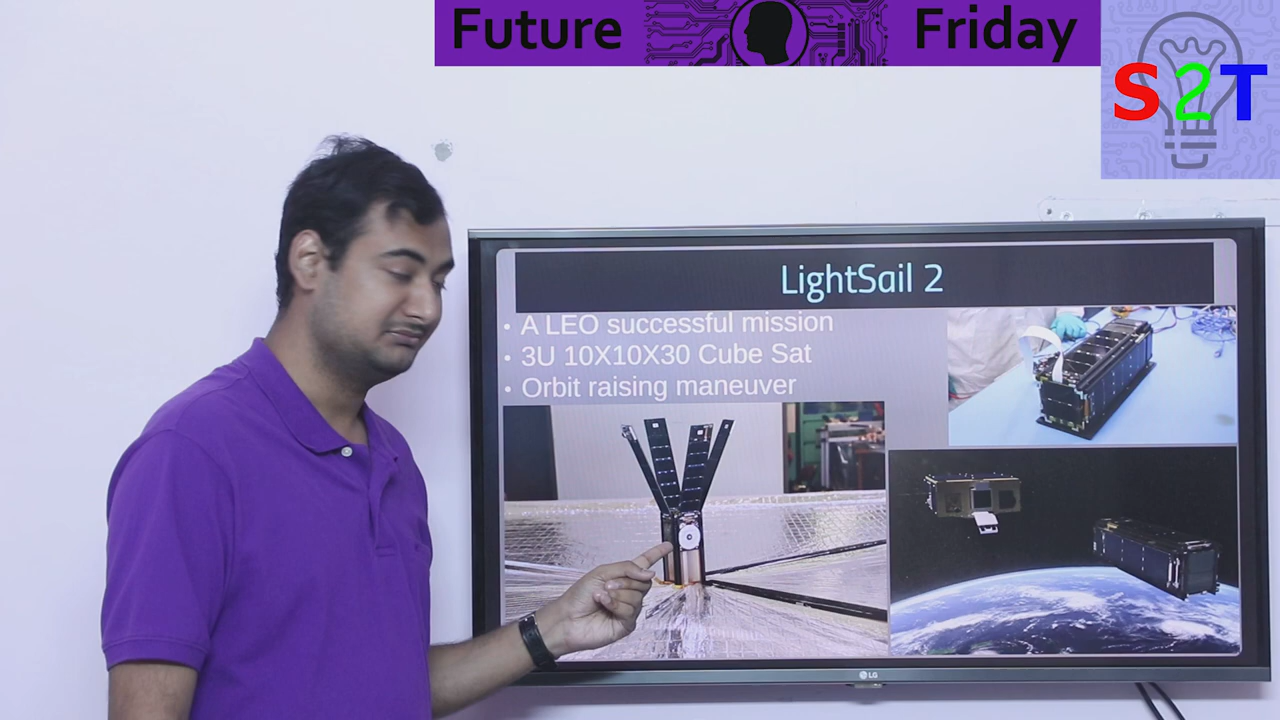 Future Friday
S2T
LightSail 2
• A LEO successful mission
• 3U 10X10X30 Cube Sat
• Orbit raising maneuver
LG